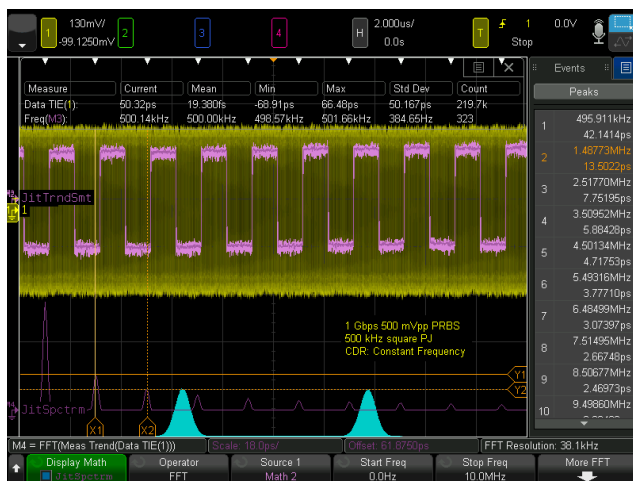 1 130mV/ 2 3 4 H 2.000us/ T 1 0.0V
-99.1250mV 0.0s Stop
Events
Measure Current Mean Min Max Std Dev Count
Data TIE(1): 50.32ps 19.380fs -68.91ps 66.48ps 50.167ps 219.7k
Freq(M3): 500.14kHz 500.00kHz 498.57kHz 501.66kHz 384.65Hz 323
JitTrndSmt
1
1 Gbps 500 mVpp PRBS
500 kHz square PJ
CDR: Constant Frequency
Y1
Y2
JitSpctrm
X1 X2
Peaks
1 495.911kHz
42.1414ps
2 1.48773MHz
13.5022ps
3 2.51770MHz
7.75195ps
4 3.50952MHz
5.88428ps
5 4.50134MHz
4.71753ps
6 5.49316MHz
3.77710ps
7 6.48499MHz
3.07397ps
8 7.51495MHz
2.66748ps
9 8.50677MHz
2.46973ps
10 9.49860MHz
M4 = FFT(Meas Trend(Data TIE(1))) Scale: 18.0ps/ Offset: 61.8750ps FFT Resolution: 38.1kHz
Display Math Operator Source 1 Start Freq Stop Freq More FFT
JitSpctrm FFT Math 2 0.0Hz 10.0MHz